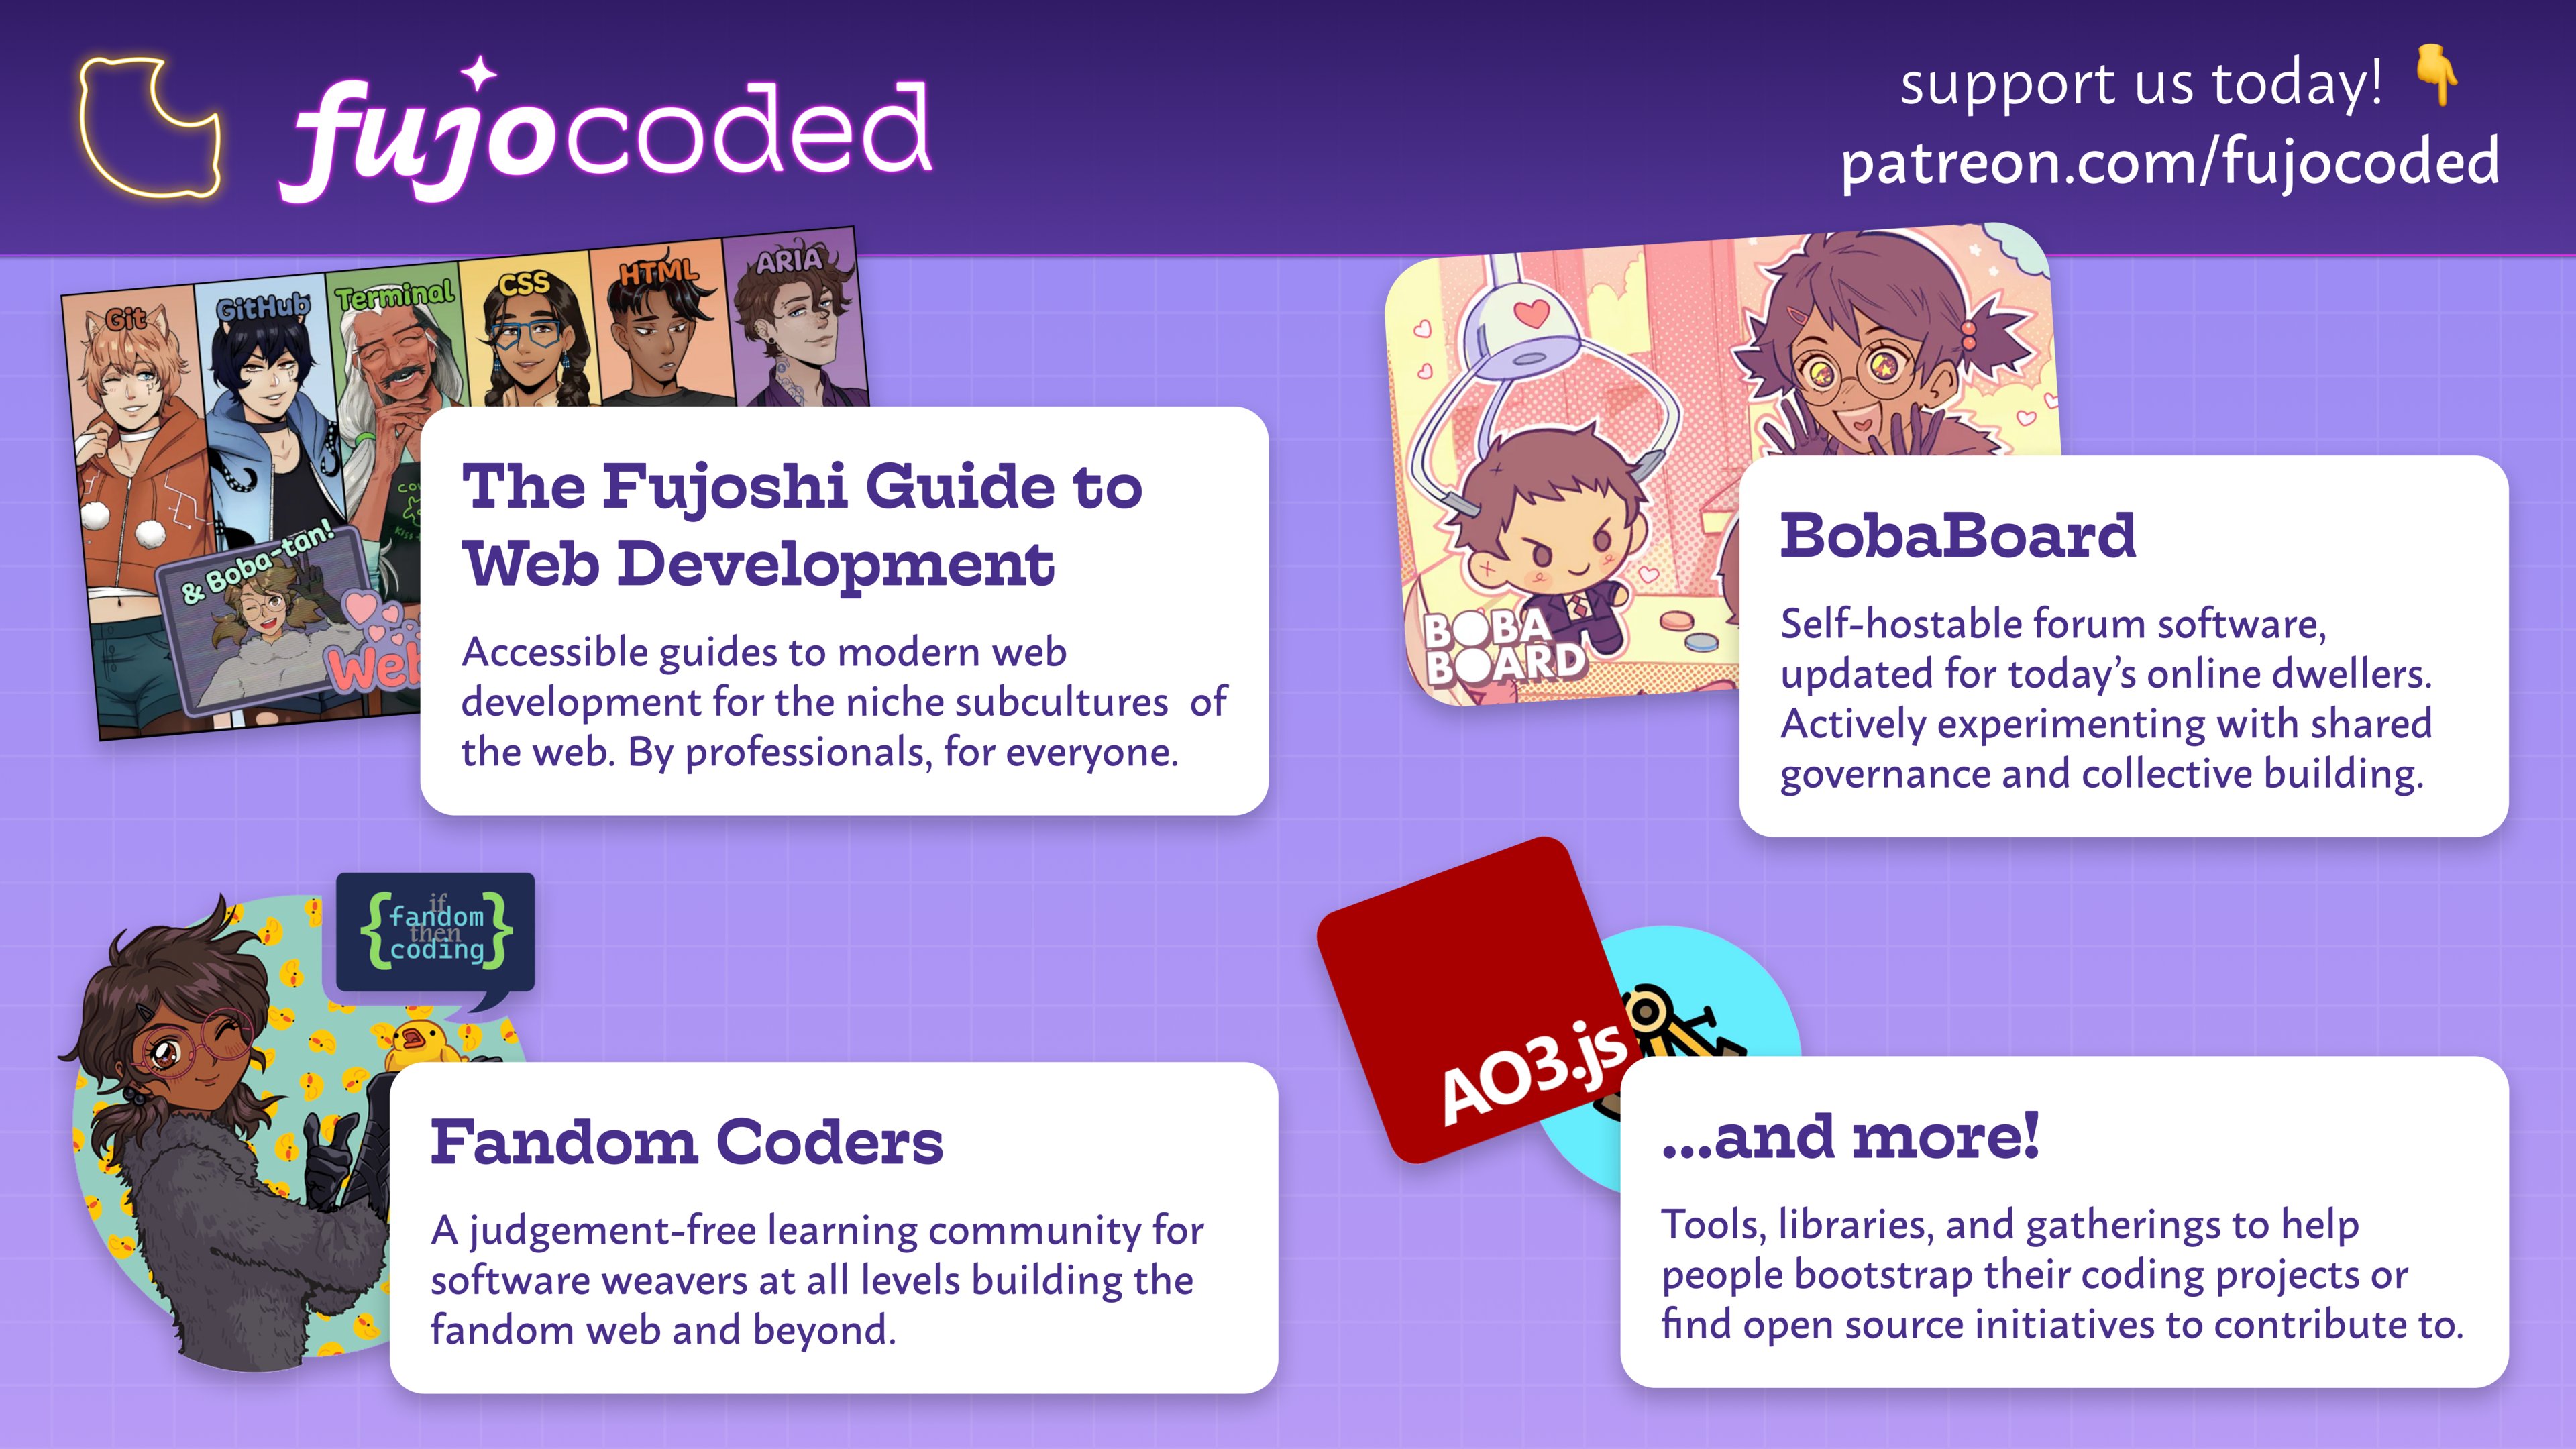 fujocoded
support us today! 👇
patreon.com/fujocoded
Git
GitHub
Terminal
CSS
HTML
ARIA
& Boba-tan!
Web
The Fujoshi Guide to
Web Development
Accessible guides to modern web
development for the niche subcultures of
the web. By professionals, for everyone.
BOBA
BOARD
BobaBoard
Self-hostable forum software,
updated for today’s online dwellers.
Actively experimenting with shared
governance and collective building.
if
{fandom
then
coding}
Fandom Coders
A judgement-free learning community for
software weavers at all levels building the
fandom web and beyond.
AO3.js
...and more!
Tools, libraries, and gatherings to help
people bootstrap their coding projects or
find open source initiatives to contribute to.